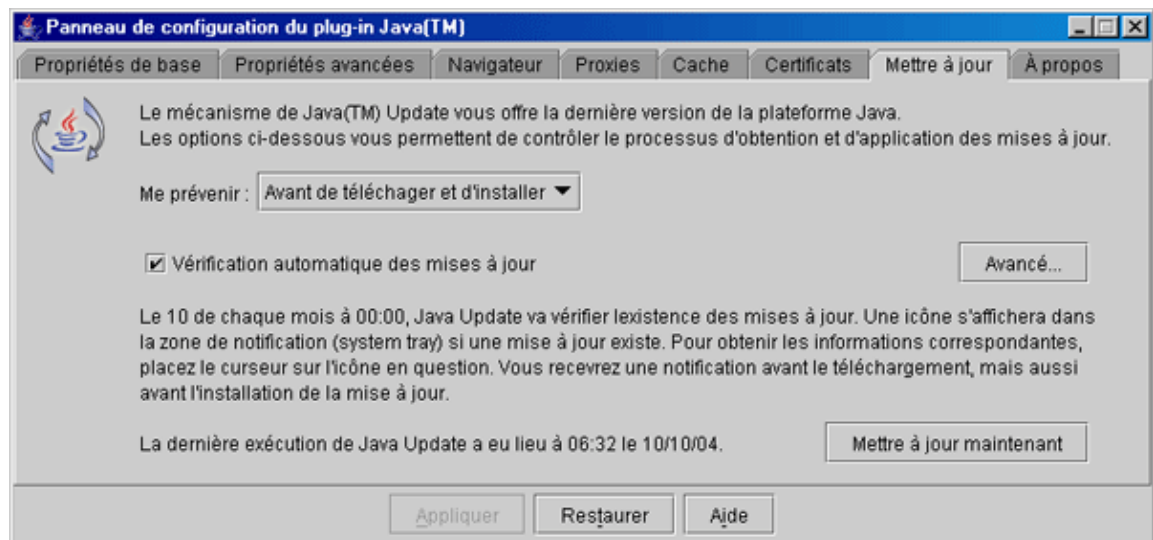 Panneau de configuration du plug-in Java(TM)
Propriétés de base Propriétés avancées Navigateur Proxies Cache Certificats Mettre à jour À propos
Le mécanisme de Java(TM) Update vous offre la dernière version de la plateforme Java.
Les options ci-dessous vous permettent de contrôler le processus d'obtention et d'application des mises à jour.
Me prévenir : Avant de téléchager et d'installer
Vérification automatique des mises à jour
Avancé...
Le 10 de chaque mois à 00:00, Java Update va vérifier lexistence des mises à jour. Une icône s'affichera dans
la zone de notification (system tray) si une mise à jour existe. Pour obtenir les informations correspondantes,
placez le curseur sur l'icône en question. Vous recevrez une notification avant le téléchargement, mais aussi
avant l'installation de la mise à jour.
La dernière exécution de Java Update a eu lieu à 06:32 le 10/10/04.
Mettre à jour maintenant
Appliquer Restaurer Aide